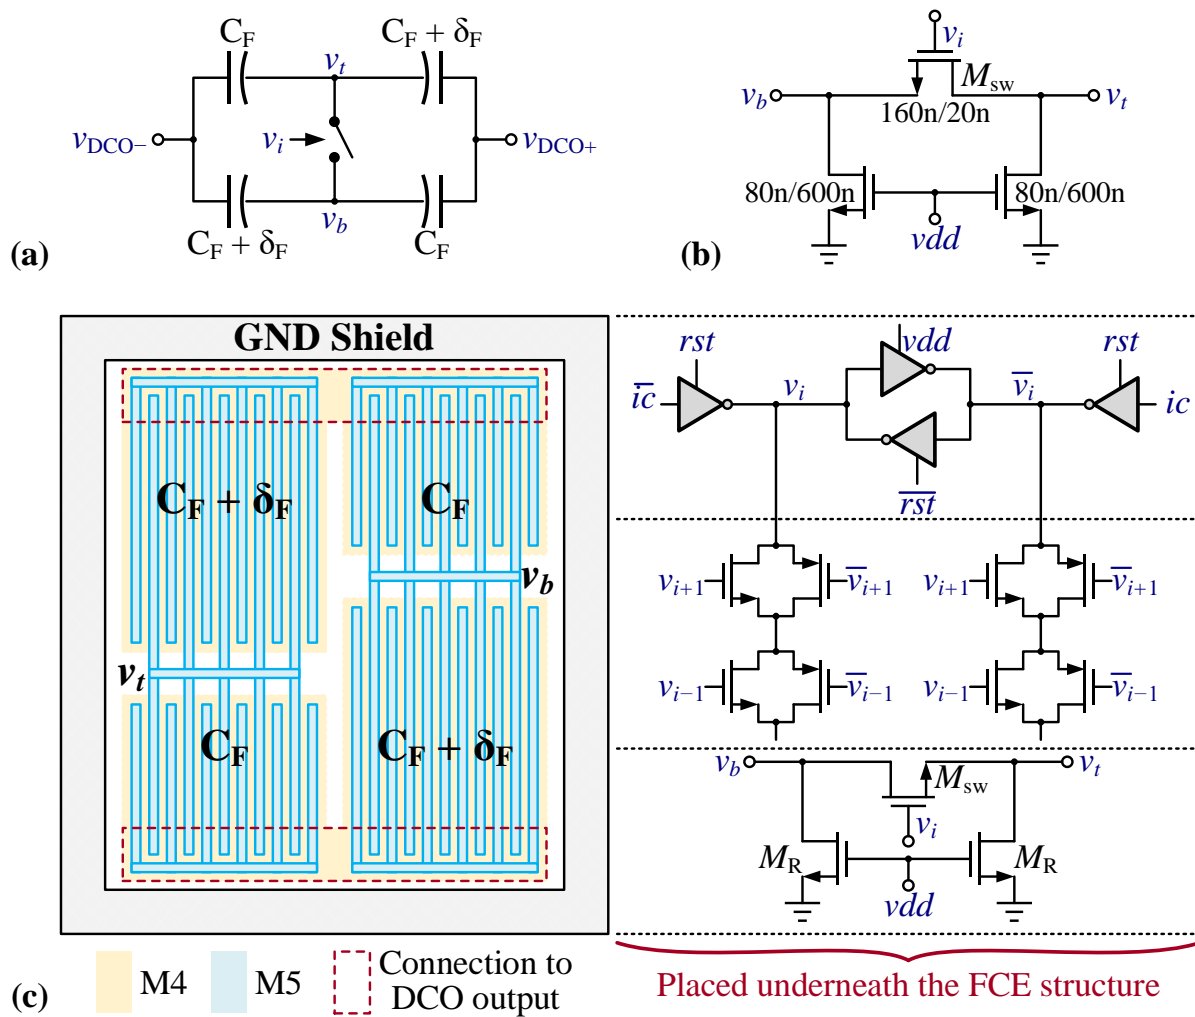 (a)
C_F
C_F + δ_F
v_t
v_DCO−
v_i
v_DCO+
v_b
C_F + δ_F
C_F
(b)
v_i
M_sw
v_b
160n/20n
v_t
80n/600n
80n/600n
vdd
(c)
GND Shield
C_F + δ_F
C_F
v_b
v_t
C_F
C_F + δ_F
M4
M5
Connection to
DCO output
rst
vdd
rst
i̅c̅
v_i
v̅_i
ic
r̅s̅t̅
v_i+1
v̅_i+1
v_i+1
v̅_i+1
v_i−1
v̅_i−1
v_i−1
v̅_i−1
v_b
v_t
M_sw
v_i
M_R
M_R
vdd
Placed underneath the FCE structure